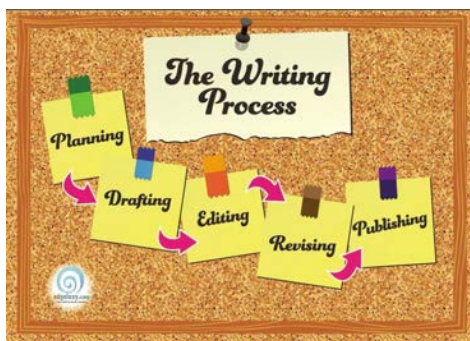 The Writing
Process
Planning
Drafting
Editing
Revising
Publishing